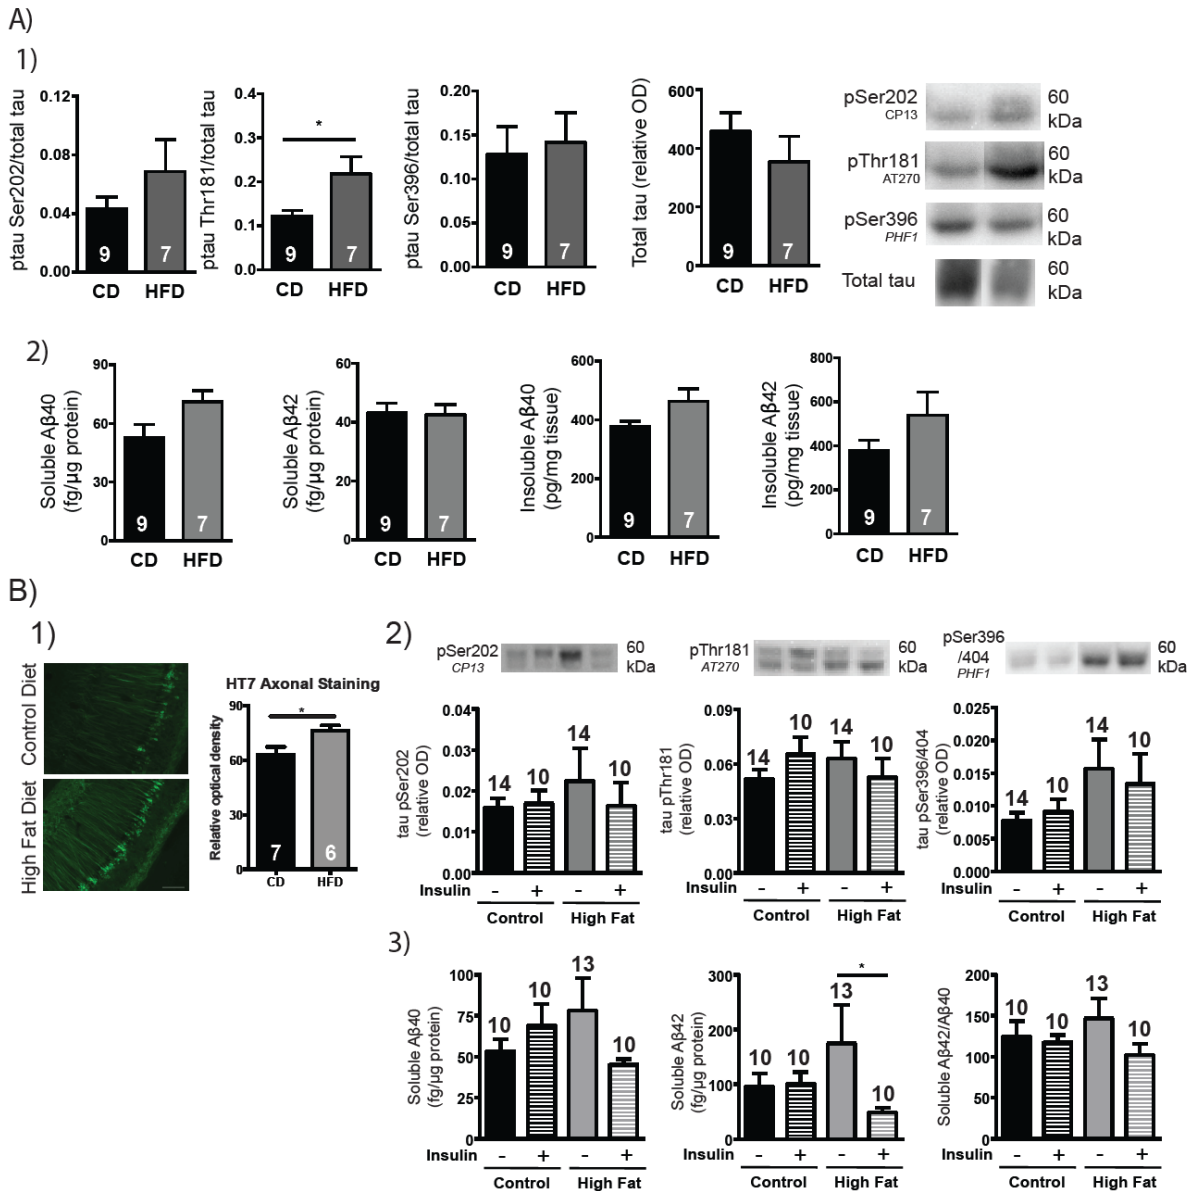 A)
1)
ptau Ser202/total tau
0.12
0.08
0.04
0.00
9
7
CD
HFD
ptau Thr181/total tau
0.4
0.3
0.2
0.1
0.0
*
9
7
CD
HFD
ptau Ser396/total tau
0.20
0.15
0.10
0.05
0.00
9
7
CD
HFD
Total tau (relative OD)
600
400
200
0
9
7
CD
HFD
pSer202
CP13
60
kDa
pThr181
AT270
60
kDa
pSer396
PHF1
60
kDa
Total tau
60
kDa
2)
Soluble Aβ40
(fg/µg protein)
90
60
30
0
9
7
CD
HFD
Soluble Aβ42
(fg/µg protein)
60
40
20
0
9
7
CD
HFD
Insoluble Aβ40
(pg/mg tissue)
600
400
200
0
9
7
CD
HFD
Insoluble Aβ42
(pg/mg tissue)
800
600
400
200
0
9
7
CD
HFD
B)
1)
Control Diet
High Fat Diet
HT7 Axonal Staining
Relative optical density
90
60
30
0
*
7
6
CD
HFD
2)
pSer202
CP13
60
kDa
tau pSer202
(relative OD)
0.04
0.03
0.02
0.01
0.00
14
10
14
10
Insulin
-
+
-
+
Control
High Fat
pThr181
AT270
60
kDa
tau pThr181
(relative OD)
0.09
0.06
0.03
0.00
14
10
14
10
Insulin
-
+
-
+
Control
High Fat
pSer396
/404
PHF1
60
kDa
tau pSer396/404
(relative OD)
0.025
0.020
0.015
0.010
0.005
0.000
14
10
14
10
Insulin
-
+
-
+
Control
High Fat
3)
Soluble Aβ40
(fg/µg protein)
100
75
50
25
0
10
10
13
10
Insulin
-
+
-
+
Control
High Fat
Soluble Aβ42
(fg/µg protein)
300
200
100
0
*
10
10
13
10
Insulin
-
+
-
+
Control
High Fat
Soluble Aβ42/Aβ40
200
150
100
50
0
10
10
13
10
Insulin
-
+
-
+
Control
High Fat